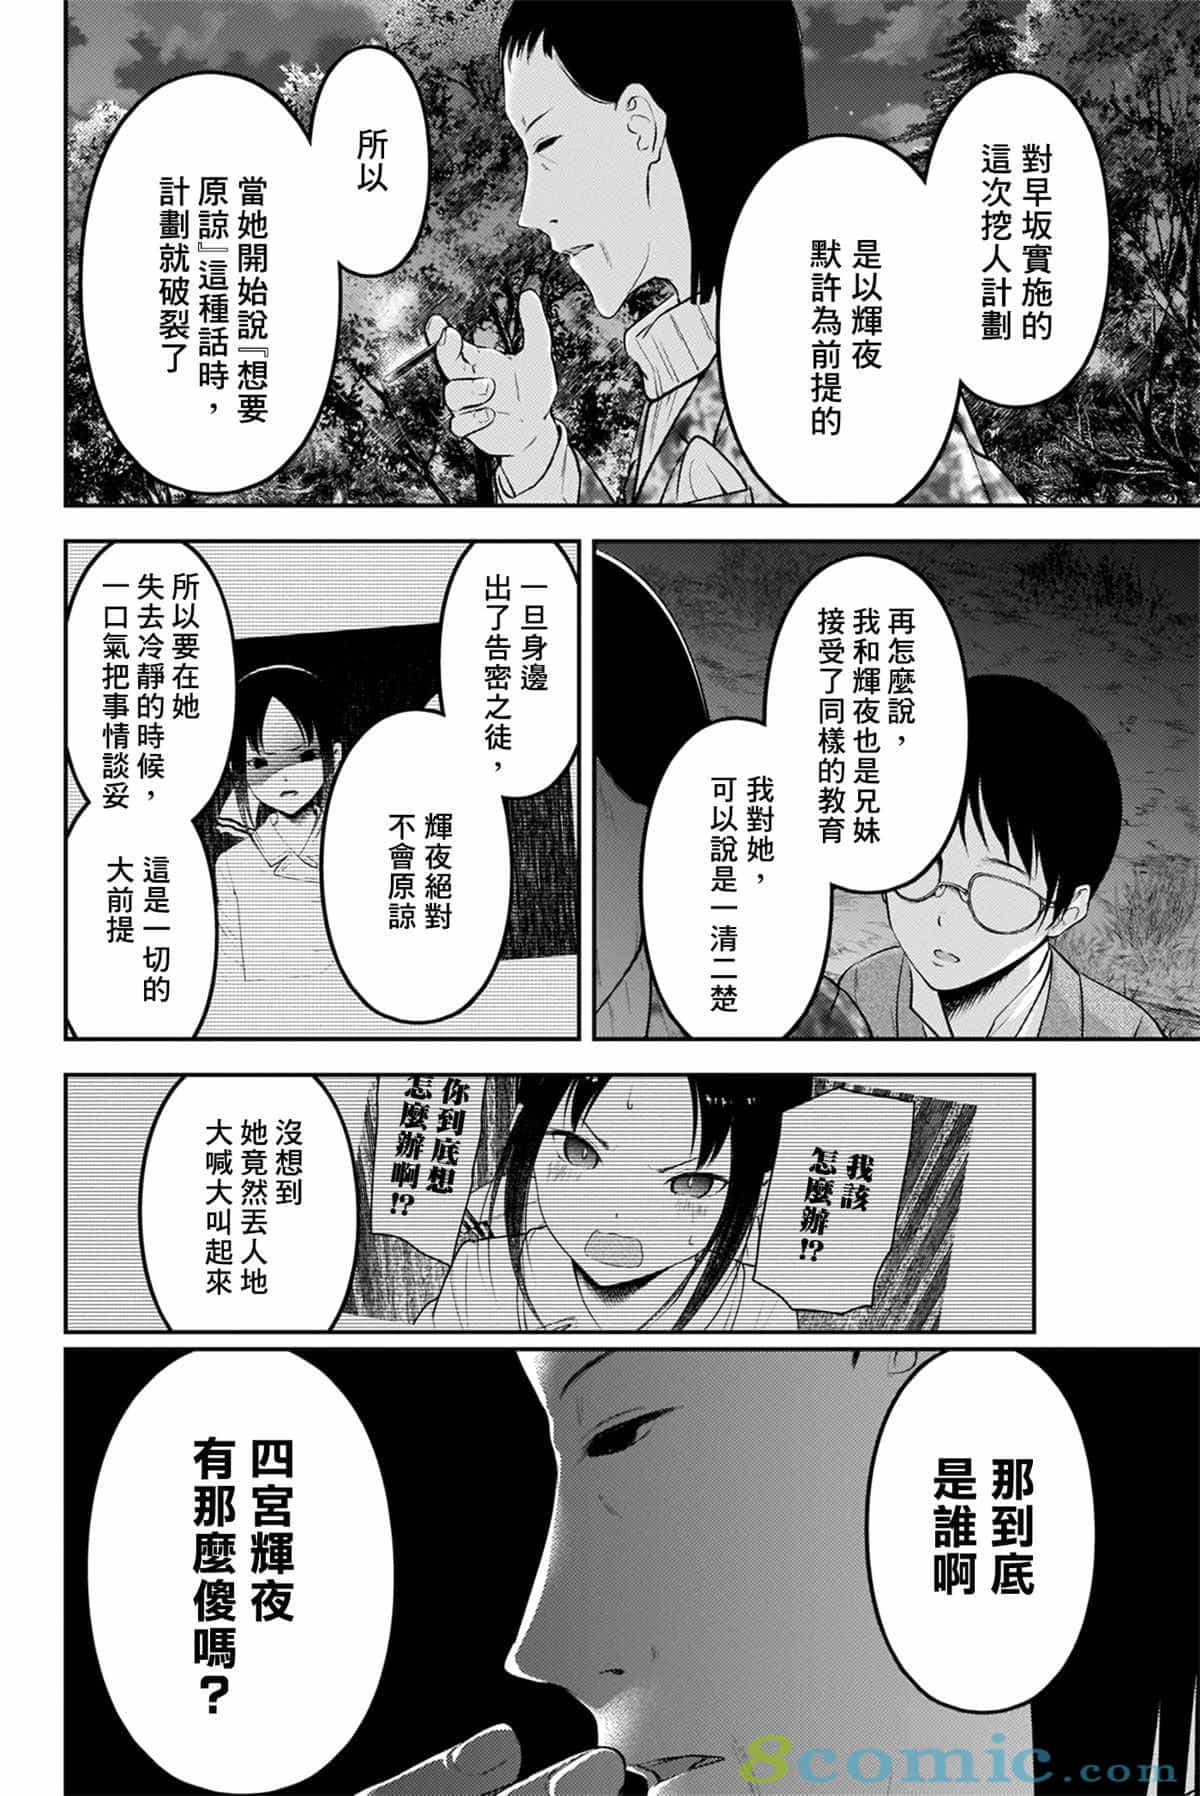 對早坂實施的
這次挖人計劃
是以輝夜
默許為前提的
所以
當她開始說『想要
原諒』這種話時，
計劃就破裂了
再怎麼說，
我和輝夜也是兄妹
接受了同樣的教育
我對她，
可以說是一清二楚
一旦身邊
出了告密之徒，
輝夜絕對
不會原諒
所以要在她
失去冷靜的時候，
一口氣把事情談妥
這是一切的
大前提
我該
怎麼辦!?
你到底想
怎麼辦啊!?
沒想到
她竟然丟人地
大喊大叫起來
那到底
是誰啊
四宮輝夜
有那麼傻嗎？
8comic.com